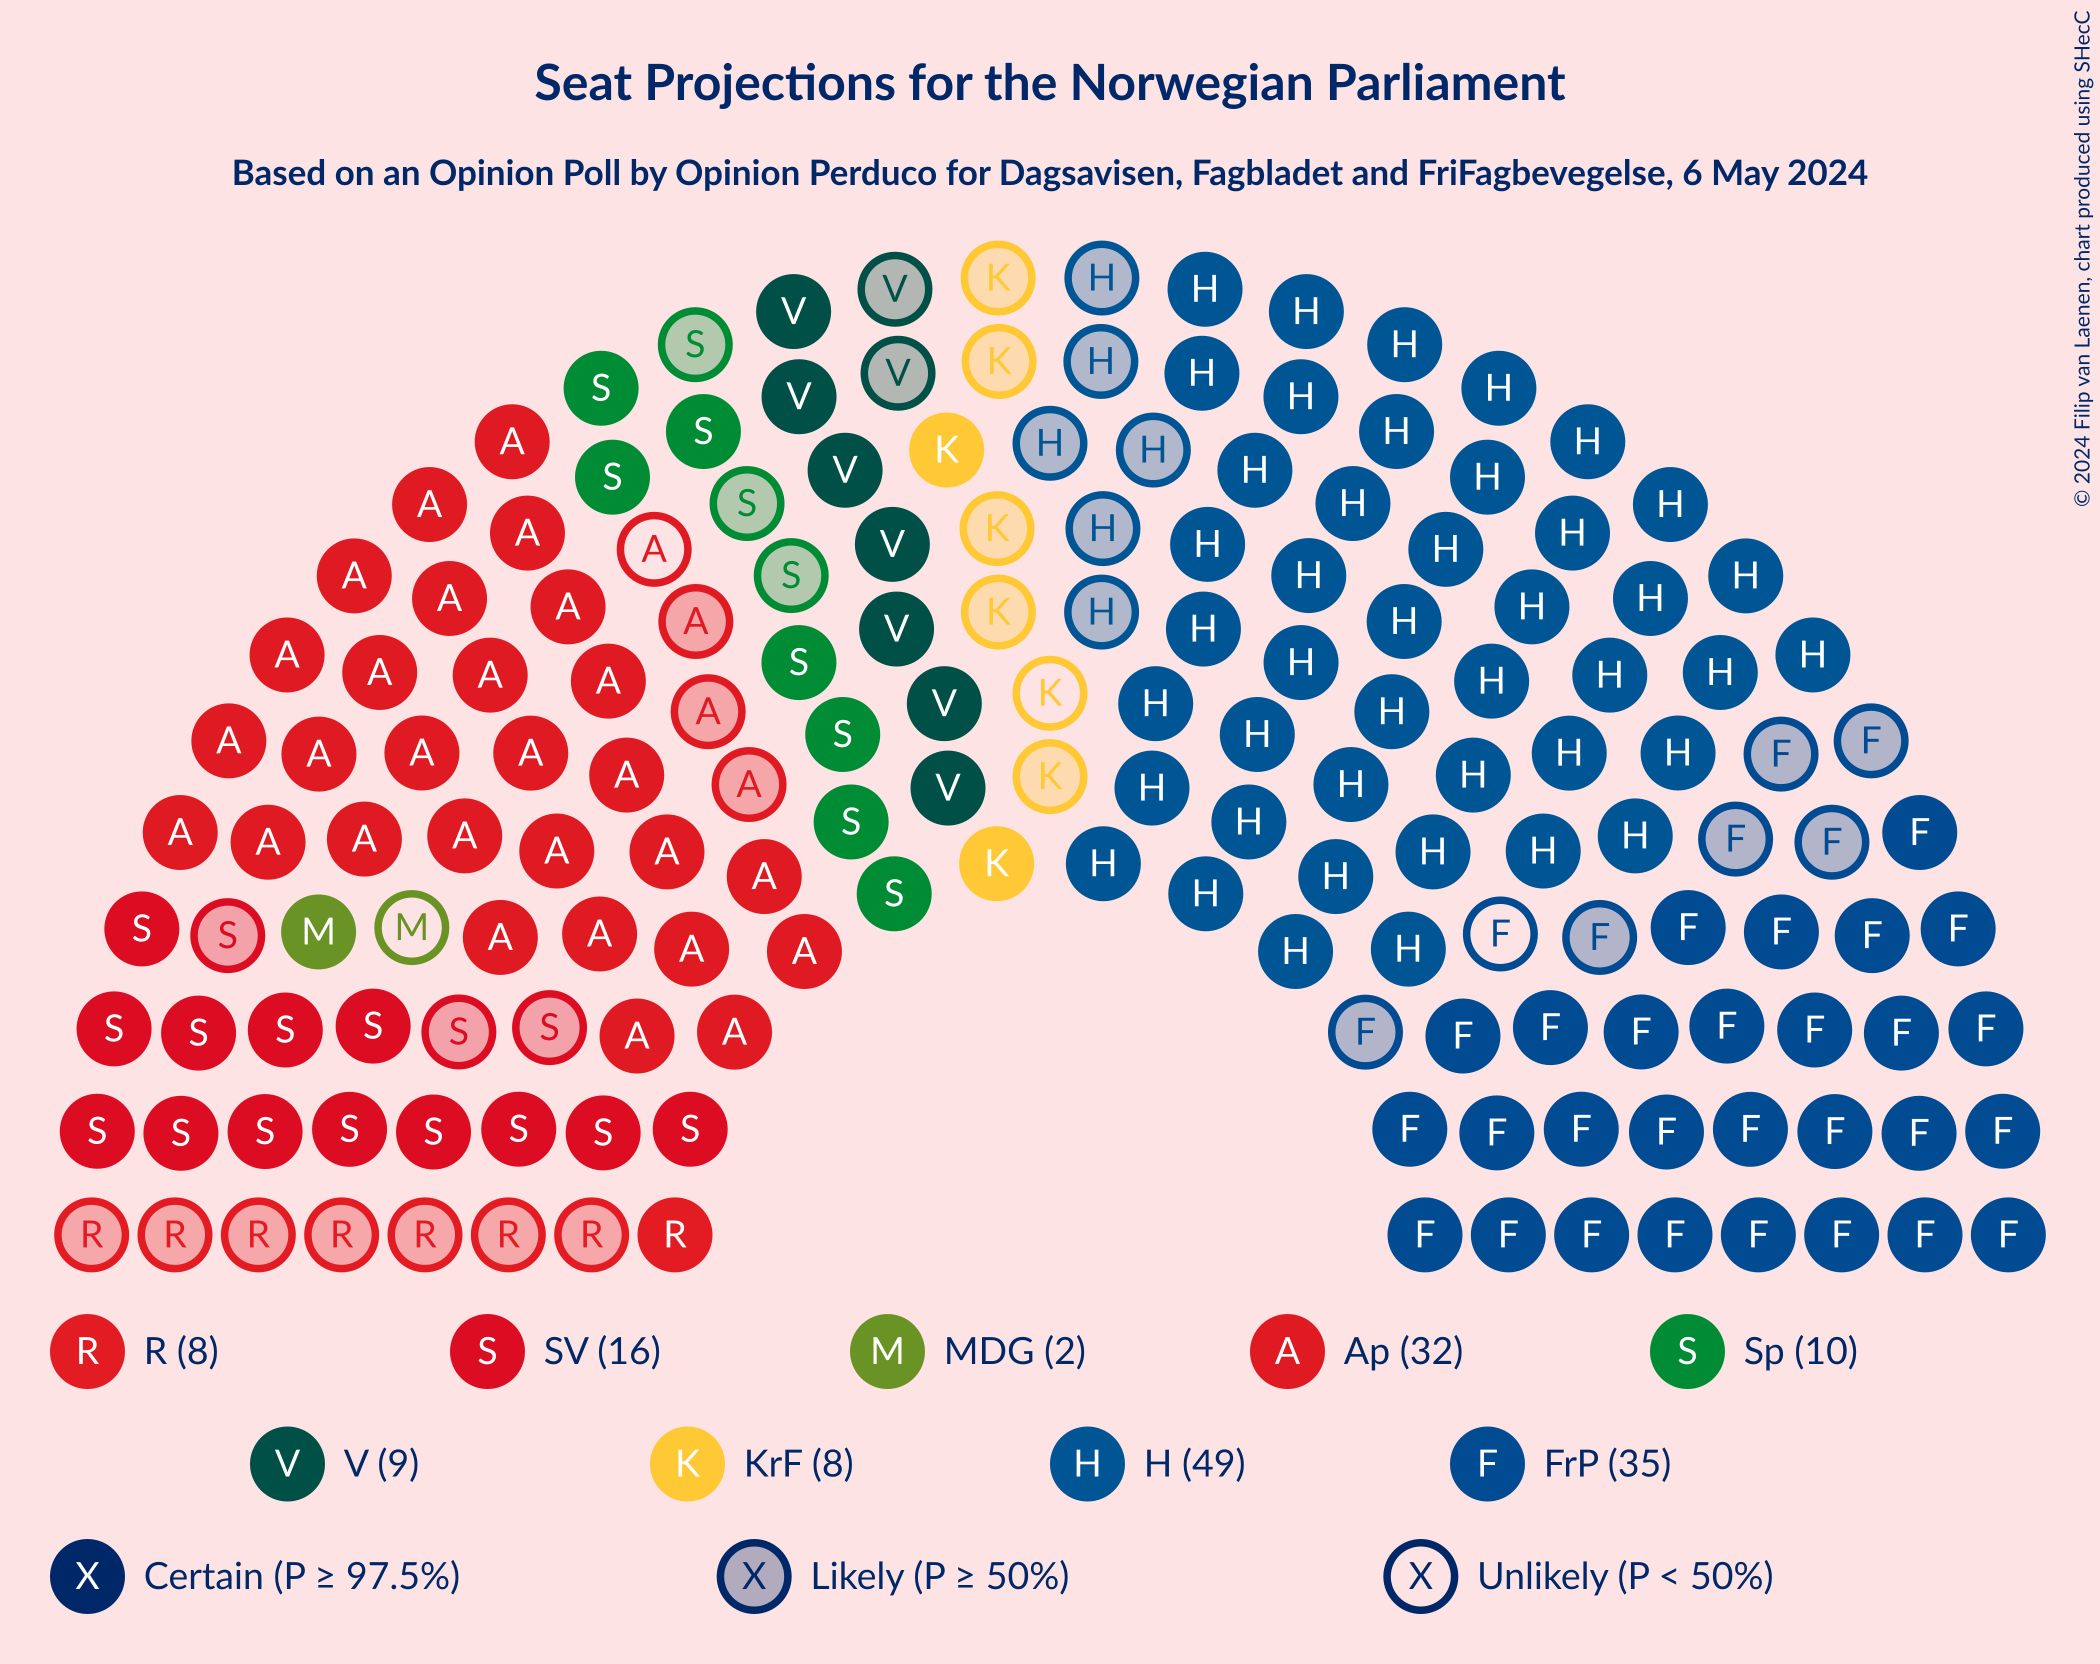 Seat Projections for the Norwegian Parliament
Based on an Opinion Poll by Opinion Perduco for Dagsavisen, Fagbladet and FriFagbevegelse, 6 May 2024
© 2024 Filip van Laenen, chart produced using SHecC
K H
V H
V H
S H
V K H H
S H
V H
S H
A K H H H
S V H
S H
A S H H
A K H H
V H
A S H H
A H H
A A H H
A K H H
V H
A S H H
A A A H H H
A A H H
K
A A V H H H
S H
A A A A H H F F
A K H H
A V H
A S H H
A A A A A A H H H F F F
K H
A H
S H
S M M A A A A A H H F F F F F F
S S S S S S A A F F F F F F F F
S S S S S S S S F F F F F F F F
R R R R R R R R F F F F F F F F
R R (8) S SV (16) M MDG (2) A Ap (32) S Sp (10)
V V (9) K KrF (8) H H (49) F FrP (35)
X Certain (P ≥ 97.5%) X Likely (P ≥ 50%) X Unlikely (P < 50%)